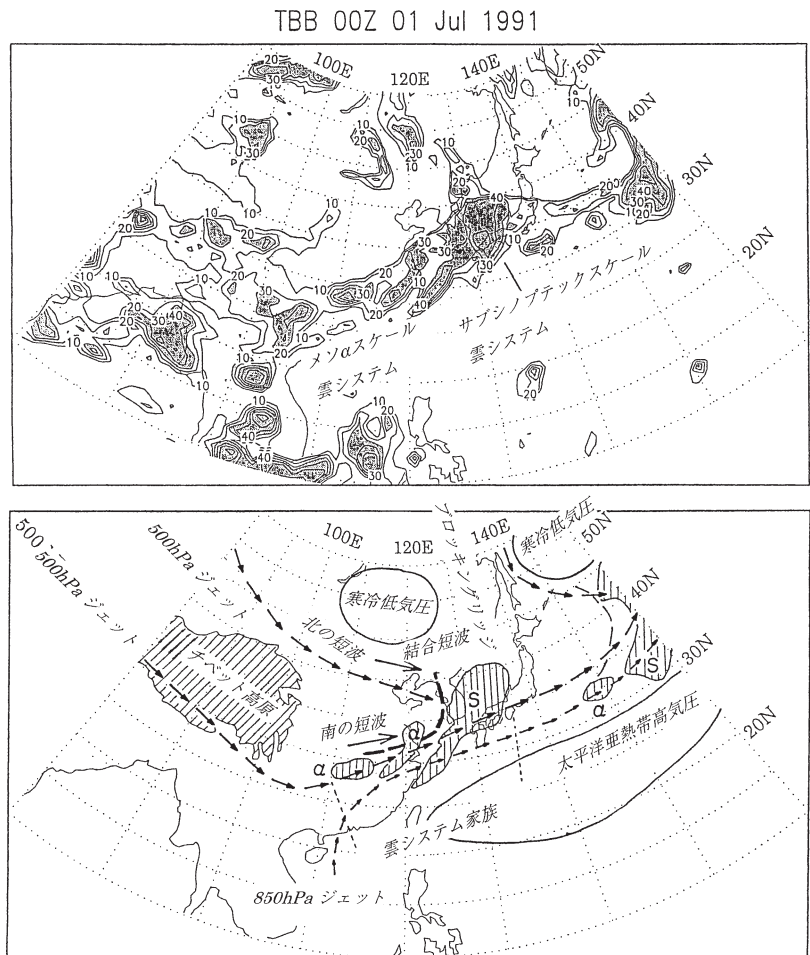 TBB 00Z 01 Jul 1991
100E
120E
140E
50N
40N
30N
20N
サブシノプテックスケール
雲システム
メソαスケール
雲システム
500hPa ジェット
500hPa ジェット
100E
120E
140E
50N
40N
30N
20N
ブロッキングリッジ
寒冷低気圧
寒冷低気圧
北の短波
結合短波
チベット高原
南の短波
S
S
α
α
α
太平洋亜熱帯高気圧
雲システム家族
850hPa ジェット